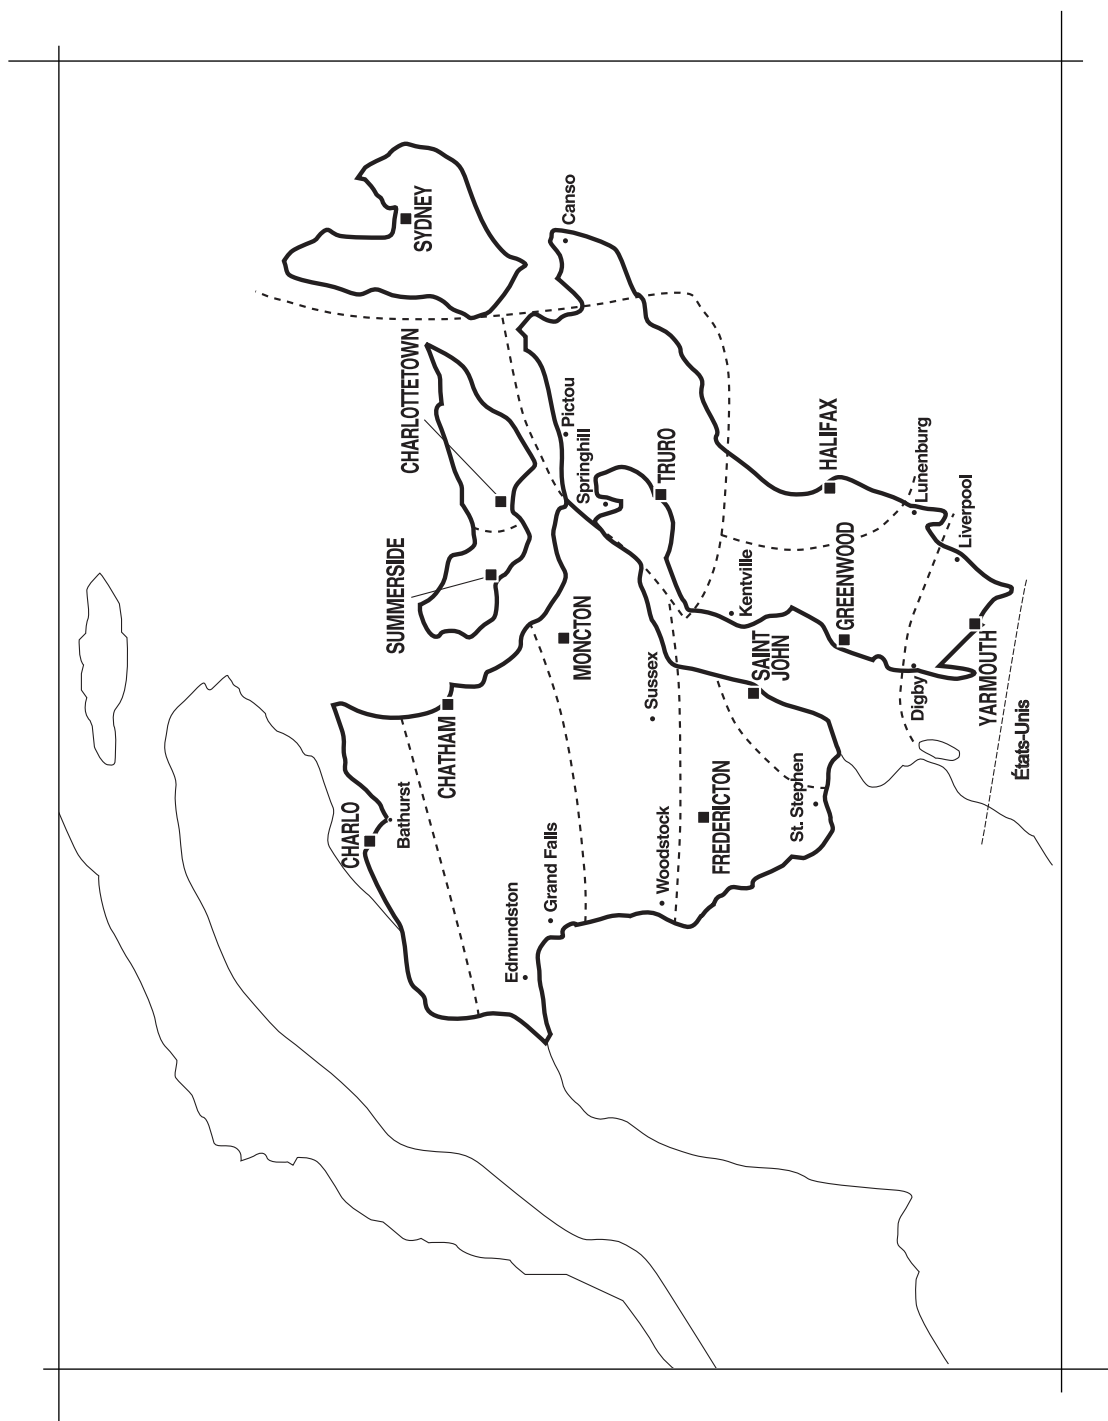 SYDNEY
Canso
CHARLOTTETOWN
Pictou
Springhill
TRURO
HALIFAX
Lunenburg
Liverpool
SUMMERSIDE
Kentville
GREENWOOD
MONCTON
Sussex
SAINT
JOHN
Digby
YARMOUTH
États-Unis
CHATHAM
CHARLO
Bathurst
FREDERICTON
St. Stephen
Woodstock
Grand Falls
Edmundston